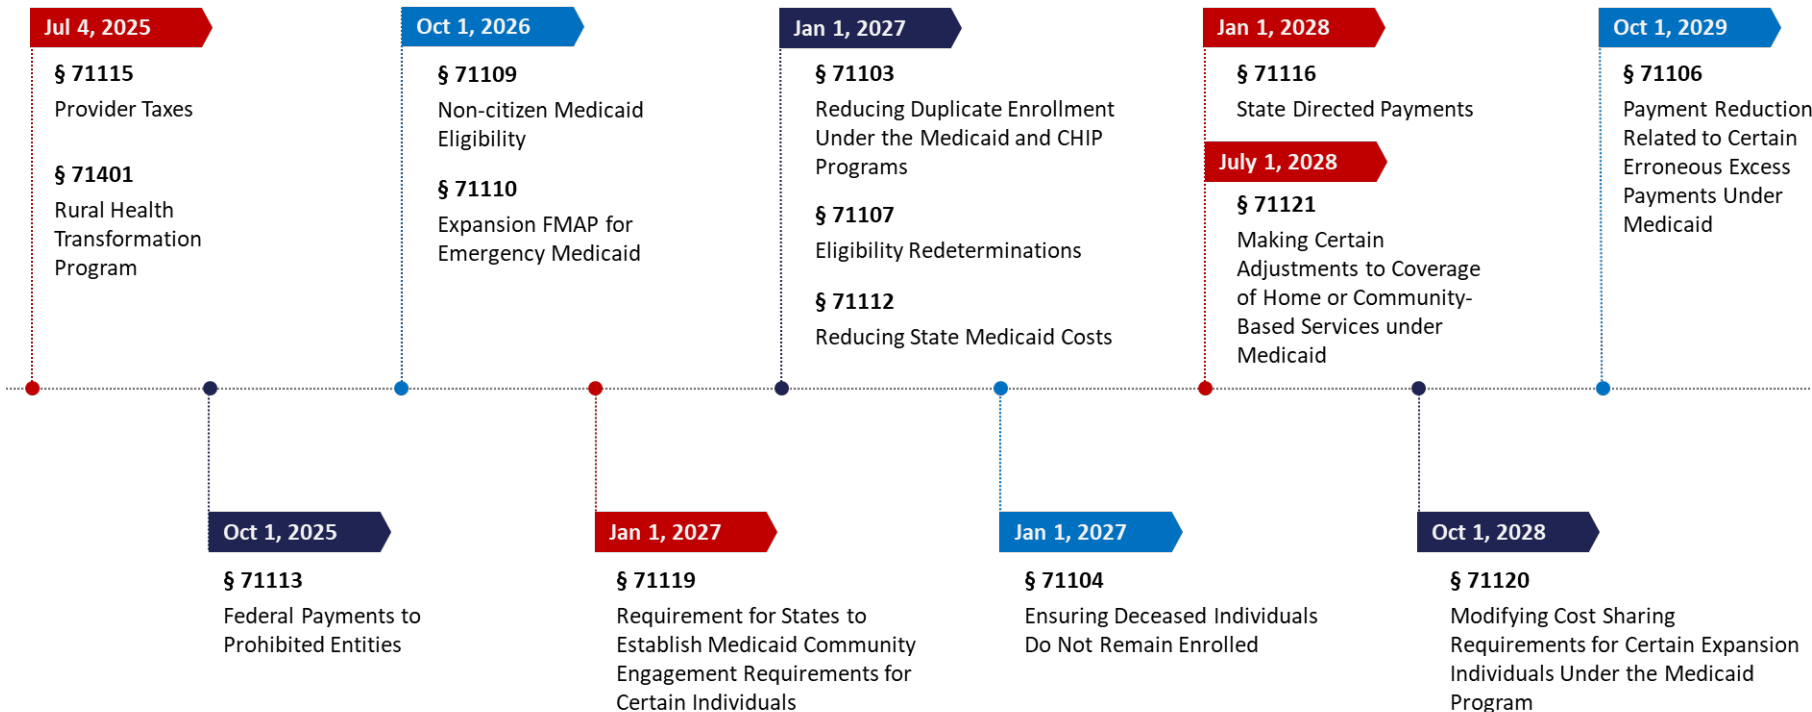 Jul 4, 2025
§ 71115
Provider Taxes
§ 71401
Rural Health
Transformation
Program
Oct 1, 2026
§ 71109
Non-citizen Medicaid
Eligibility
§ 71110
Expansion FMAP for
Emergency Medicaid
Jan 1, 2027
§ 71103
Reducing Duplicate Enrollment
Under the Medicaid and CHIP
Programs
§ 71107
Eligibility Redeterminations
§ 71112
Reducing State Medicaid Costs
Jan 1, 2028
§ 71116
State Directed Payments
July 1, 2028
§ 71121
Making Certain
Adjustments to Coverage
of Home or Community-
Based Services under
Medicaid
Oct 1, 2029
§ 71106
Payment Reduction
Related to Certain
Erroneous Excess
Payments Under
Medicaid
Oct 1, 2025
§ 71113
Federal Payments to
Prohibited Entities
Jan 1, 2027
§ 71119
Requirement for States to
Establish Medicaid Community
Engagement Requirements for
Certain Individuals
Jan 1, 2027
§ 71104
Ensuring Deceased Individuals
Do Not Remain Enrolled
Oct 1, 2028
§ 71120
Modifying Cost Sharing
Requirements for Certain Expansion
Individuals Under the Medicaid
Program